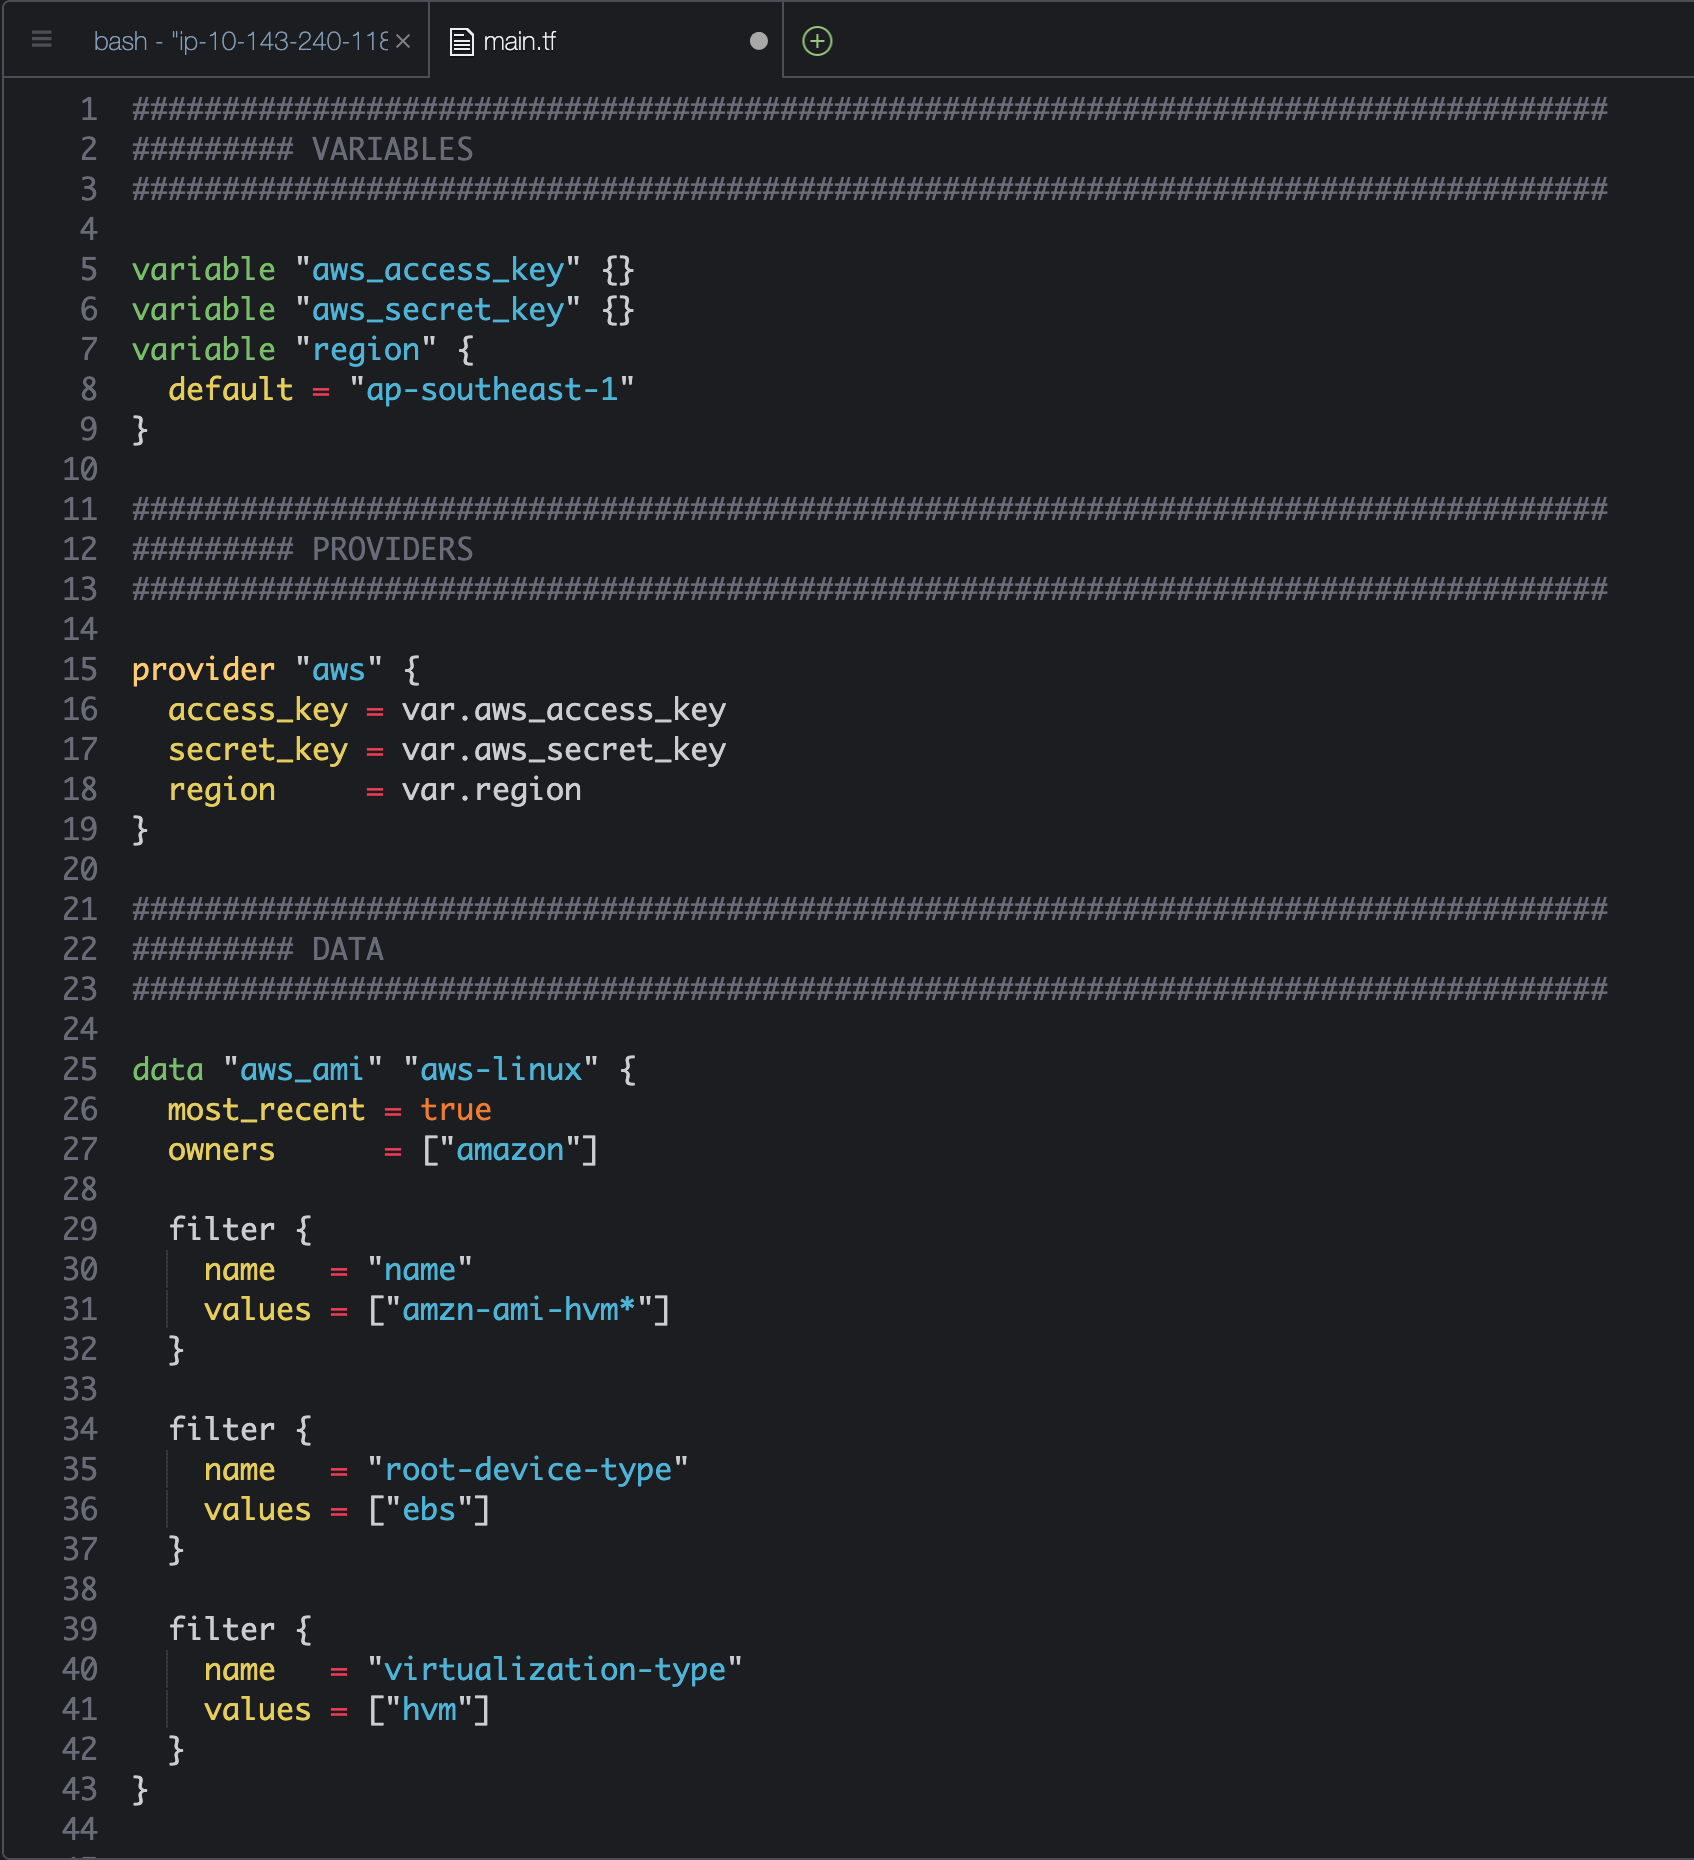 bash - "ip-10-143-240-118
main.tf
1 ##################################################################################
2 ######### VARIABLES
3 ##################################################################################
4
5 variable "aws_access_key" {}
6 variable "aws_secret_key" {}
7 variable "region" {
8   default = "ap-southeast-1"
9 }
10
11 ##################################################################################
12 ######### PROVIDERS
13 ##################################################################################
14
15 provider "aws" {
16   access_key = var.aws_access_key
17   secret_key = var.aws_secret_key
18   region     = var.region
19 }
20
21 ##################################################################################
22 ######### DATA
23 ##################################################################################
24
25 data "aws_ami" "aws-linux" {
26   most_recent = true
27   owners      = ["amazon"]
28
29   filter {
30     name   = "name"
31     values = ["amzn-ami-hvm*"]
32   }
33
34   filter {
35     name   = "root-device-type"
36     values = ["ebs"]
37   }
38
39   filter {
40     name   = "virtualization-type"
41     values = ["hvm"]
42   }
43 }
44